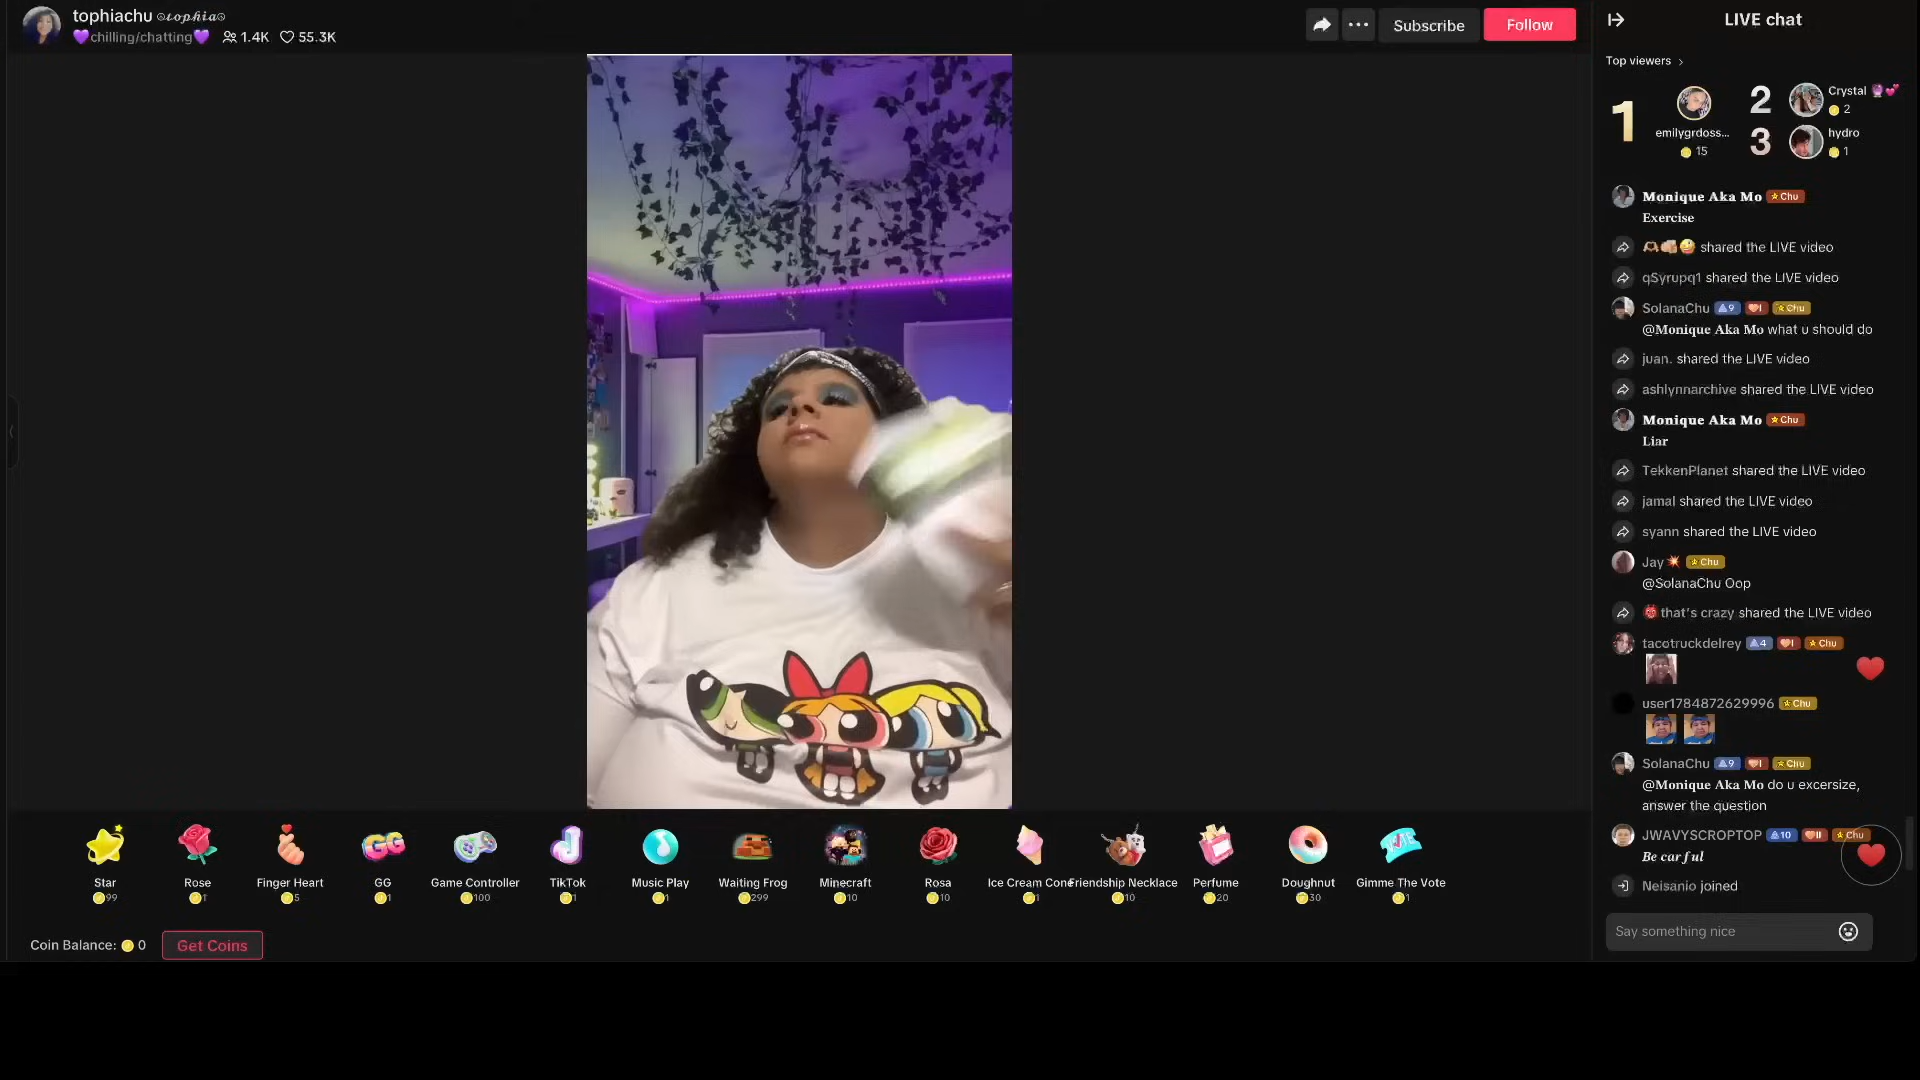 tophiachu ☮𝓽𝓸𝓹𝓱𝓲𝓪☮
💜chilling/chatting💜 1.4K 55.3K
Subscribe
Follow
LIVE chat
Top viewers >
1
emilygrdoss...
15
2
Crystal 🔮💕
2
3
hydro
1
Monique Aka Mo Chu
Exercise
🫶🏽👊🏼🤪 shared the LIVE video
qSyrupq1 shared the LIVE video
SolanaChu 9 I Chu
@Monique Aka Mo what u should do
juan. shared the LIVE video
ashlynnarchive shared the LIVE video
Monique Aka Mo Chu
Liar
TekkenPlanet shared the LIVE video
jamal shared the LIVE video
syann shared the LIVE video
Jay💥 Chu
@SolanaChu Oop
👹that's crazy shared the LIVE video
tacotruckdelrey 4 I Chu
user1784872629996 Chu
SolanaChu 9 I Chu
@Monique Aka Mo do u excersize,
answer the question
JWAVYSCROPTOP 10 II Chu
Be car ful
Neisanio joined
Say something nice
Star
99
Rose
1
Finger Heart
5
GG
GG
1
Game Controller
100
TikTok
1
Music Play
1
Waiting Frog
299
Minecraft
10
Rosa
10
Ice Cream Cone
1
Friendship Necklace
10
Perfume
20
Doughnut
30
Gimme The Vote
1
Coin Balance: 0
Get Coins